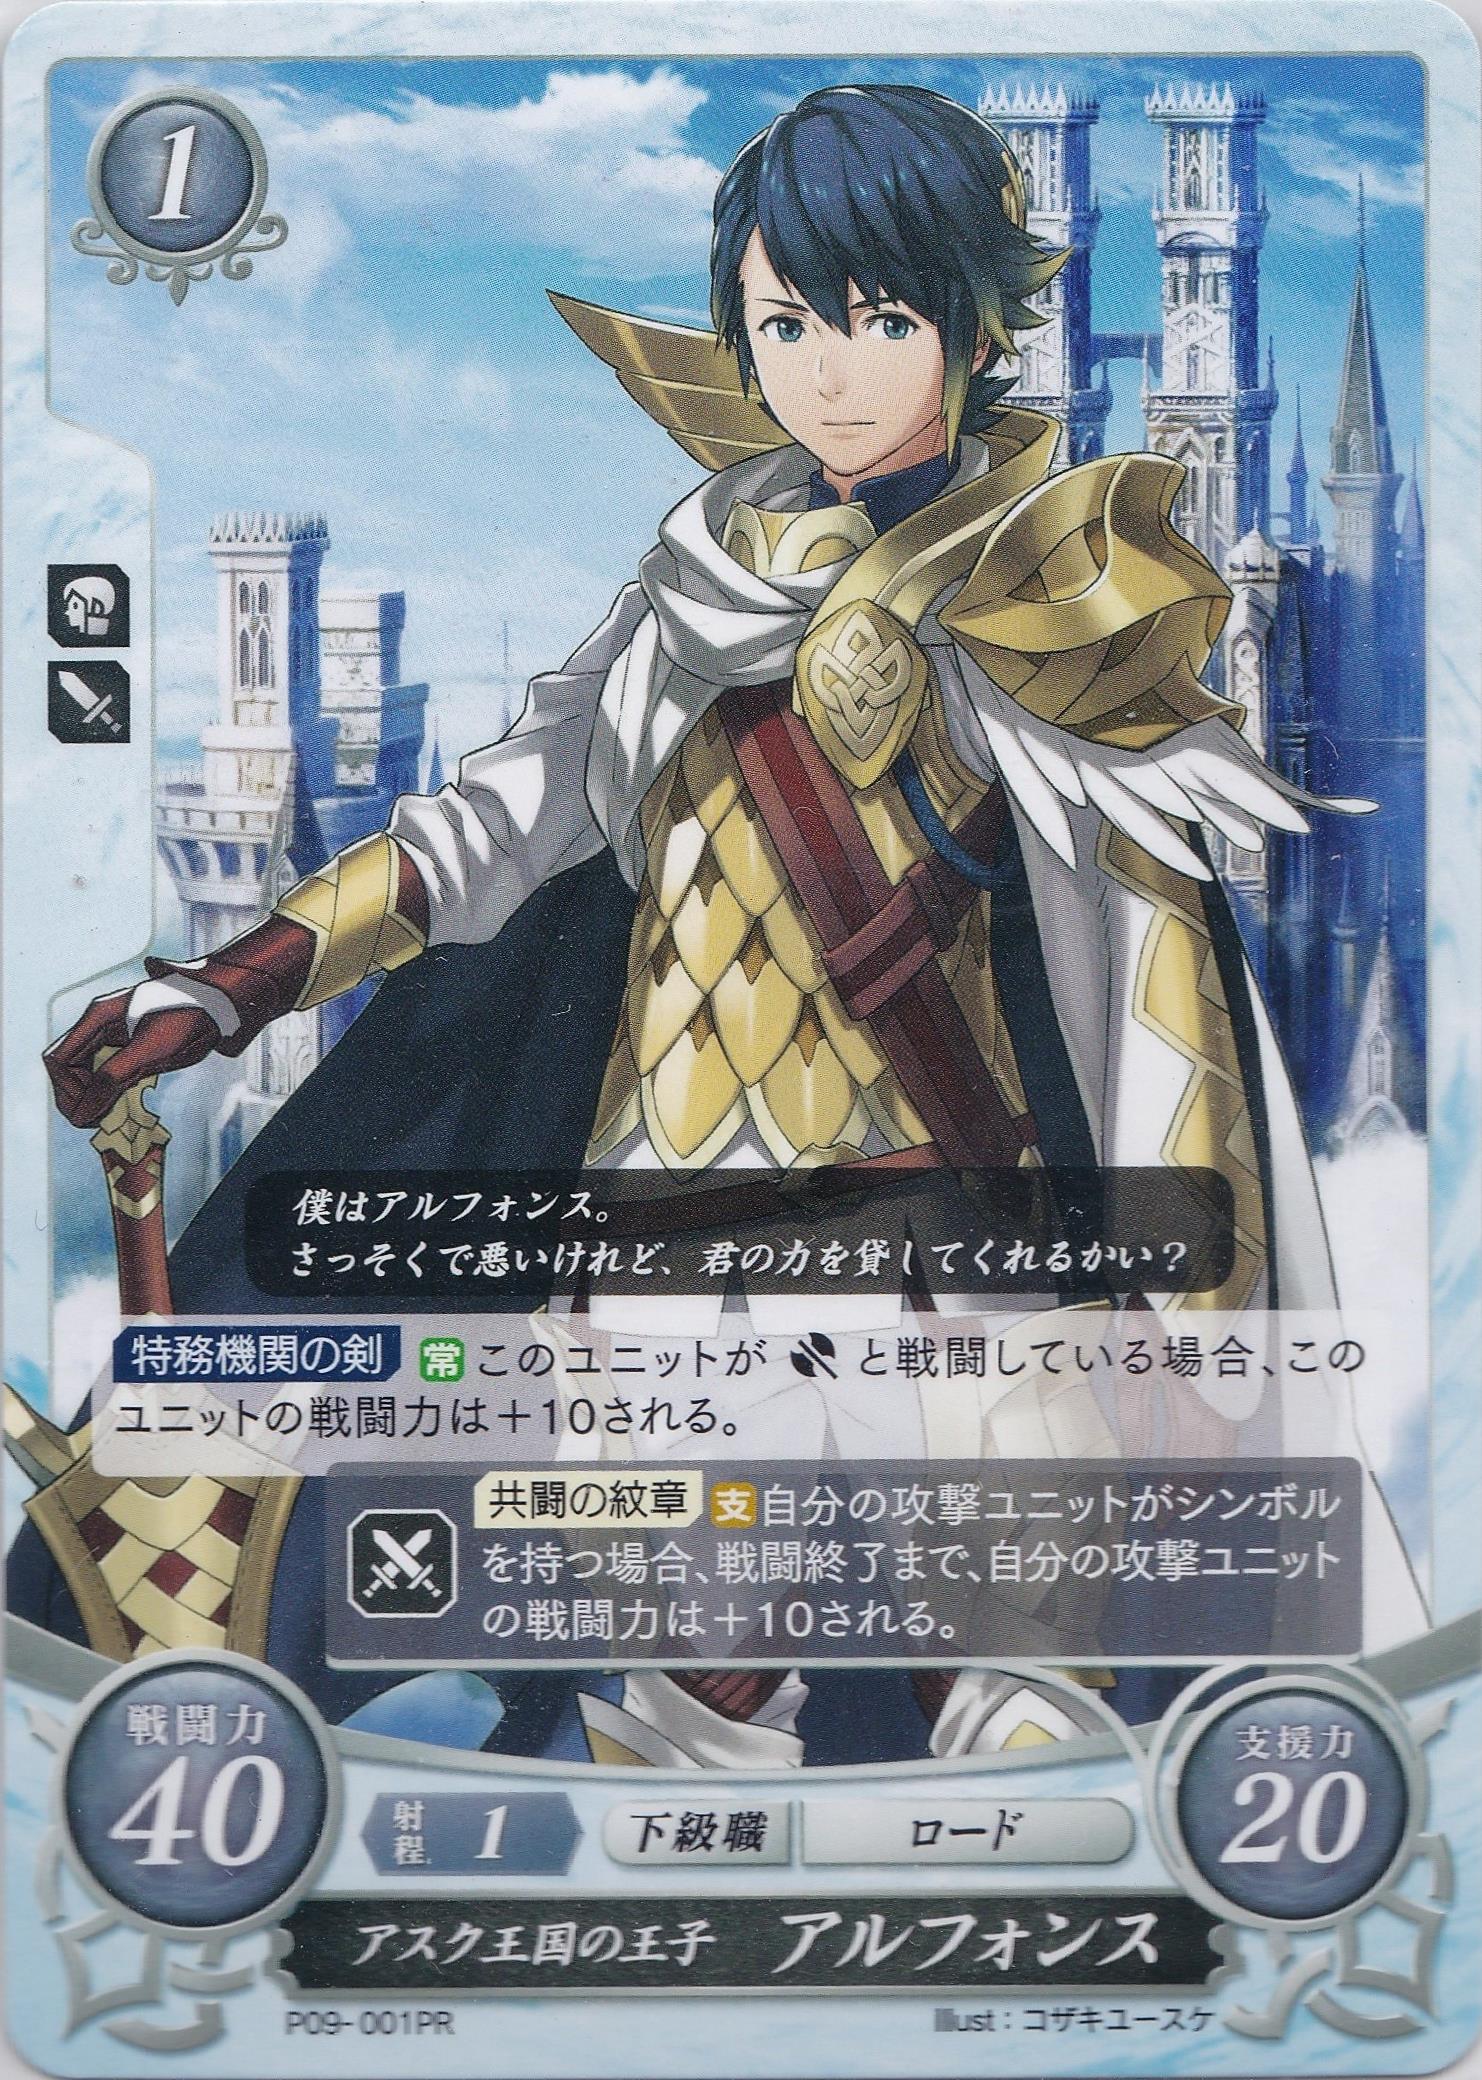 1
僕はアルフォンス。
さっそくで悪いけれど、君の力を貸してくれるかい？
特務機関の剣 常 このユニットが と戦闘している場合、この
ユニットの戦闘力は＋10される。
共闘の紋章 支 自分の攻撃ユニットがシンボル
を持つ場合、戦闘終了まで、自分の攻撃ユニット
の戦闘力は＋10される。
戦闘力
40
射程 1 下級職 ロード
支援力
20
アスク王国の王子 アルフォンス
P09-001PR Illust：コザキユースケ